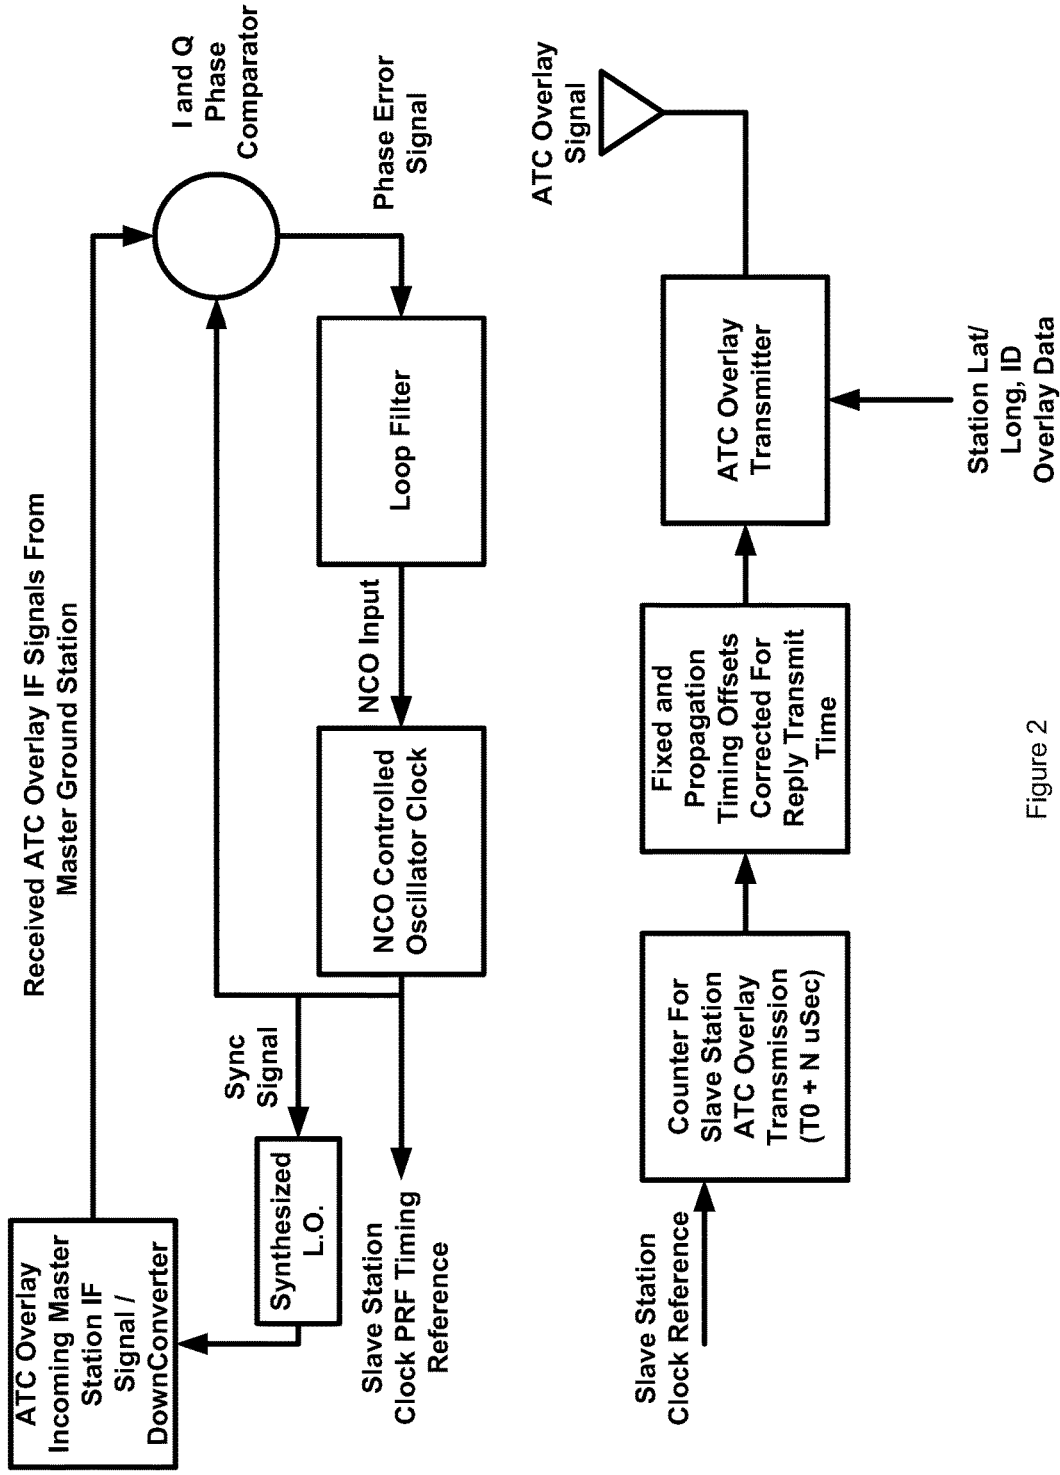 Received ATC Overlay IF Signals From
Master Ground Station
ATC Overlay
Incoming Master
Station IF
Signal /
DownConverter
I and Q
Phase
Comparator
Sync
Signal
Synthesized
L.O.
Phase Error
Signal
Loop Filter
NCO Input
NCO Controlled
Oscillator Clock
Slave Station
Clock PRF Timing
Reference
ATC Overlay
Signal
Slave Station
Clock Reference
Counter For
Slave Station
ATC Overlay
Transmission
(T0 + N uSec)
Fixed and
Propagation
Timing Offsets
Corrected For
Reply Transmit
Time
ATC Overlay
Transmitter
Station Lat/
Long, ID
Overlay Data
Figure 2